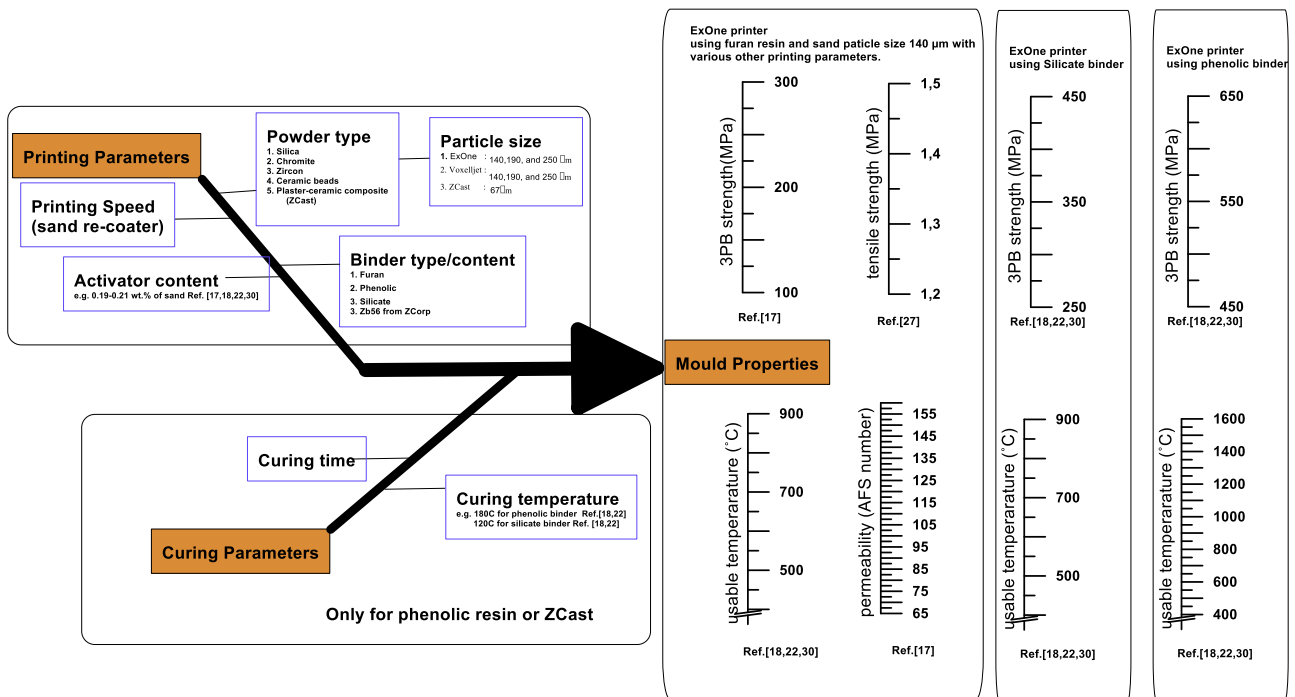 Printing Parameters
Powder type
1. Silica
2. Chromite
3. Zircon
4. Ceramic beads
5. Plaster-ceramic composite
(ZCast)
Particle size
1. ExOne : 140,190, and 250 □m
2. Voxelljet : 140,190, and 250 □m
3. ZCast : 67□m
Printing Speed
(sand re-coater)
Activator content
e.g. 0.19-0.21 wt.% of sand Ref. [17,18,22,30]
Binder type/content
1. Furan
2. Phenolic
3. Silicate
3. Zb56 from ZCorp
Mould Properties
Curing time
Curing temperature
e.g. 180C for phenolic binder Ref.[18,22]
120C for silicate binder Ref. [18,22]
Curing Parameters
Only for phenolic resin or ZCast
ExOne printer
using furan resin and sand paticle size 140 µm with
various other printing parameters.
3PB strength(MPa)
300
200
100
Ref.[17]
tensile strength (MPa)
1,5
1,4
1,3
1,2
Ref.[27]
usable temperarature (˚C)
900
700
500
Ref.[18,22,30]
permeability (AFS number)
155
145
135
125
115
105
95
85
75
65
Ref.[17]
ExOne printer
using Silicate binder
3PB strength (MPa)
450
350
250
Ref.[18,22,30]
usable temperarature (˚C)
900
700
500
Ref.[18,22,30]
ExOne printer
using phenolic binder
3PB strength (MPa)
650
550
450
Ref.[18,22,30]
usable temperarature (˚C)
1600
1400
1200
1000
800
600
400
Ref.[18,22,30]